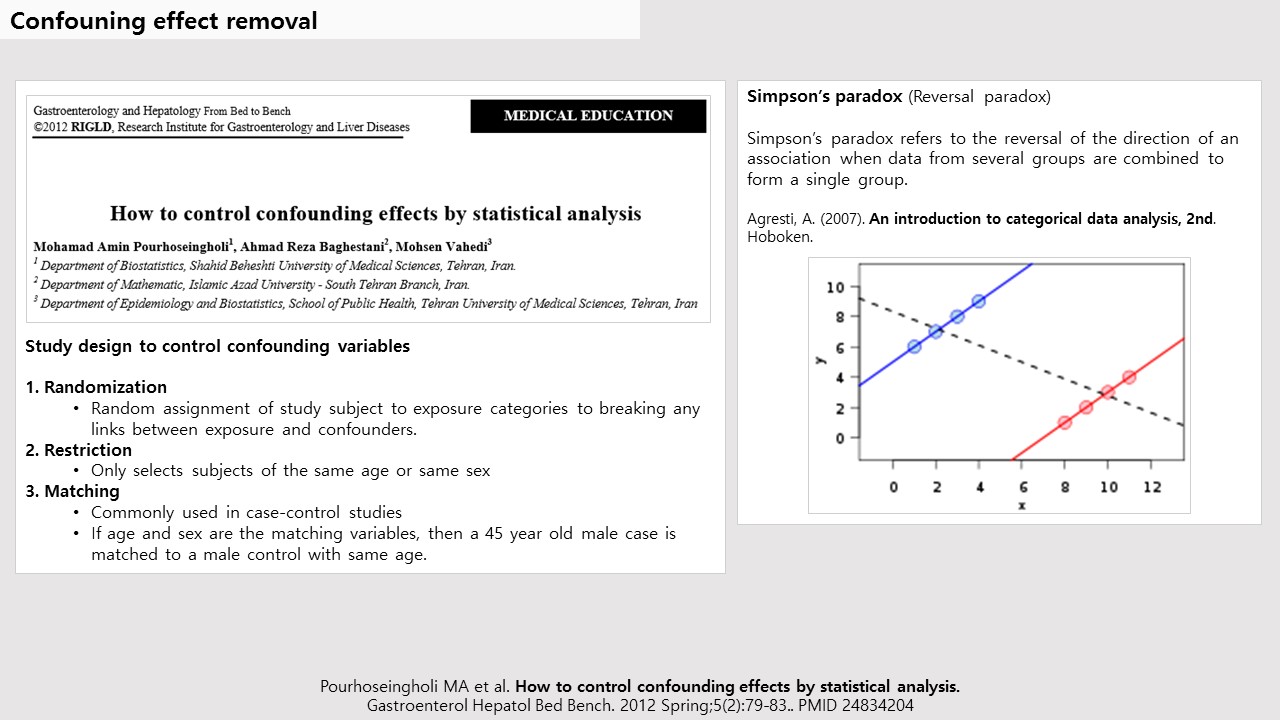 Confouning effect removal
Gastroenterology and Hepatology From Bed to Bench
©2012 RIGLD, Research Institute for Gastroenterology and Liver Diseases
MEDICAL EDUCATION
How to control confounding effects by statistical analysis
Mohamad Amin Pourhoseingholi1, Ahmad Reza Baghestani2, Mohsen Vahedi3
1 Department of Biostatistics, Shahid Beheshti University of Medical Sciences, Tehran, Iran.
2 Department of Mathematic, Islamic Azad University - South Tehran Branch, Iran.
3 Department of Epidemiology and Biostatistics, School of Public Health, Tehran University of Medical Sciences, Tehran, Iran
Study design to control confounding variables
1. Randomization
• Random assignment of study subject to exposure categories to breaking any
links between exposure and confounders.
2. Restriction
• Only selects subjects of the same age or same sex
3. Matching
• Commonly used in case-control studies
• If age and sex are the matching variables, then a 45 year old male case is
matched to a male control with same age.
Simpson's paradox (Reversal paradox)
Simpson's paradox refers to the reversal of the direction of an
association when data from several groups are combined to
form a single group.
Agresti, A. (2007). An introduction to categorical data analysis, 2nd.
Hoboken.
10
8
6
4
2
0
y
0 2 4 6 8 10 12
x
Pourhoseingholi MA et al. How to control confounding effects by statistical analysis.
Gastroenterol Hepatol Bed Bench. 2012 Spring;5(2):79-83.. PMID 24834204